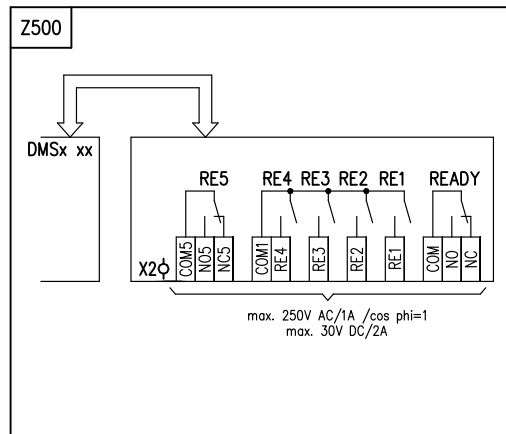 Z500
DMSx xx
RE5 RE4 RE3 RE2 RE1 READY
X2
COM5 NO5 NC5 COM1 RE4 RE3 RE2 RE1 COM NO NC
max. 250V AC/1A /cos phi=1
max. 30V DC/2A